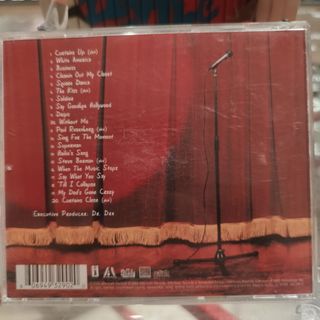 1. Curtains Up (skit)
2. White America
3. Business
4. Cleanin Out My Closet
5. Square Dance
6. The Kiss (skit)
7. Soldier
8. Say Goodbye Hollywood
9. Drips
10. Without Me
11. Paul Rosenberg (skit)
12. Sing For The Moment
13. Superman
14. Hailie's Song
15. Steve Berman (skit)
16. When The Music Stops
17. Say What You Say
18. 'Till I Collapse
19. My Dad's Gone Crazy
20. Curtains Close (skit)
Executive Producer: Dr. Dre